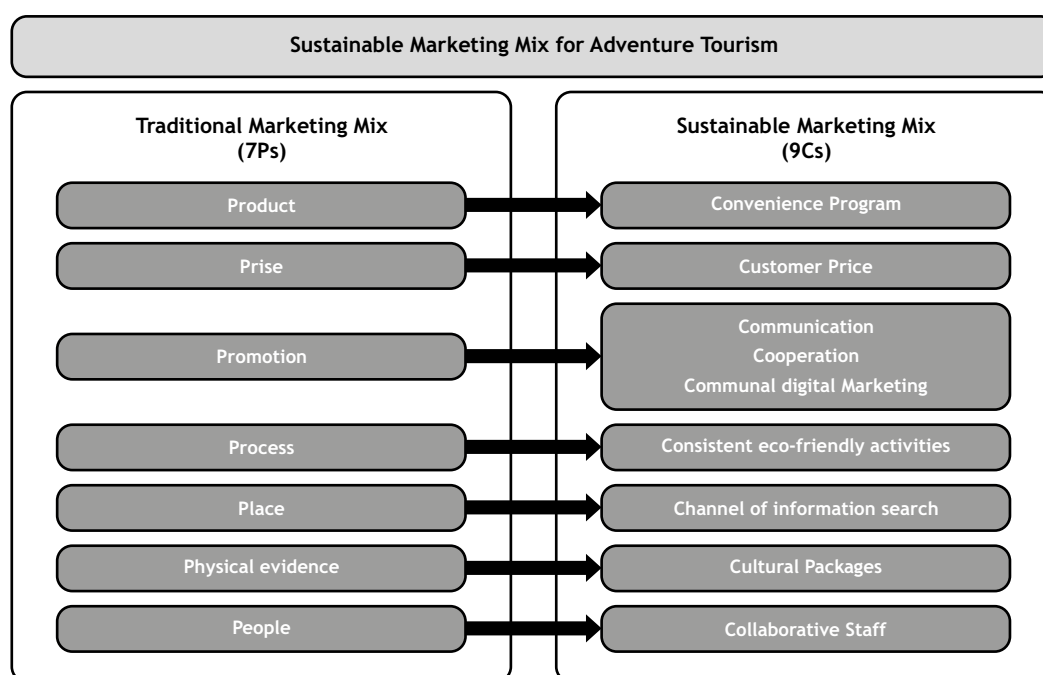 Sustainable Marketing Mix for Adventure Tourism
Traditional Marketing Mix
(7Ps)
Sustainable Marketing Mix
(9Cs)
Product
Convenience Program
Prise
Customer Price
Promotion
Communication
Cooperation
Communal digital Marketing
Process
Consistent eco-friendly activities
Place
Channel of information search
Physical evidence
Cultural Packages
People
Collaborative Staff